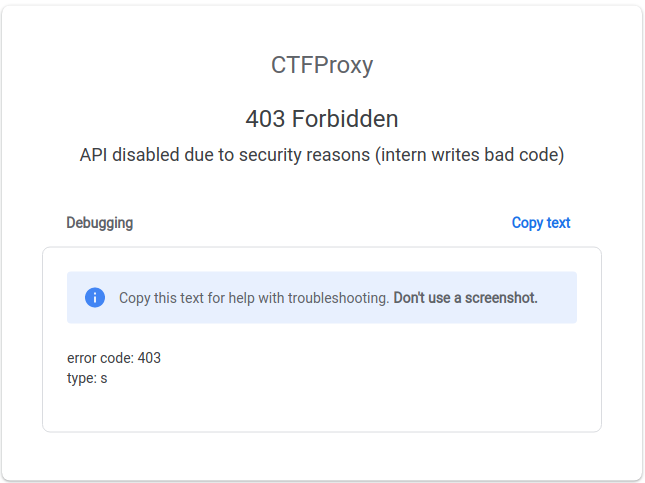 CTFProxy
403 Forbidden
API disabled due to security reasons (intern writes bad code)
Debugging
Copy text
Copy this text for help with troubleshooting. Don't use a screenshot.
error code: 403
type: s